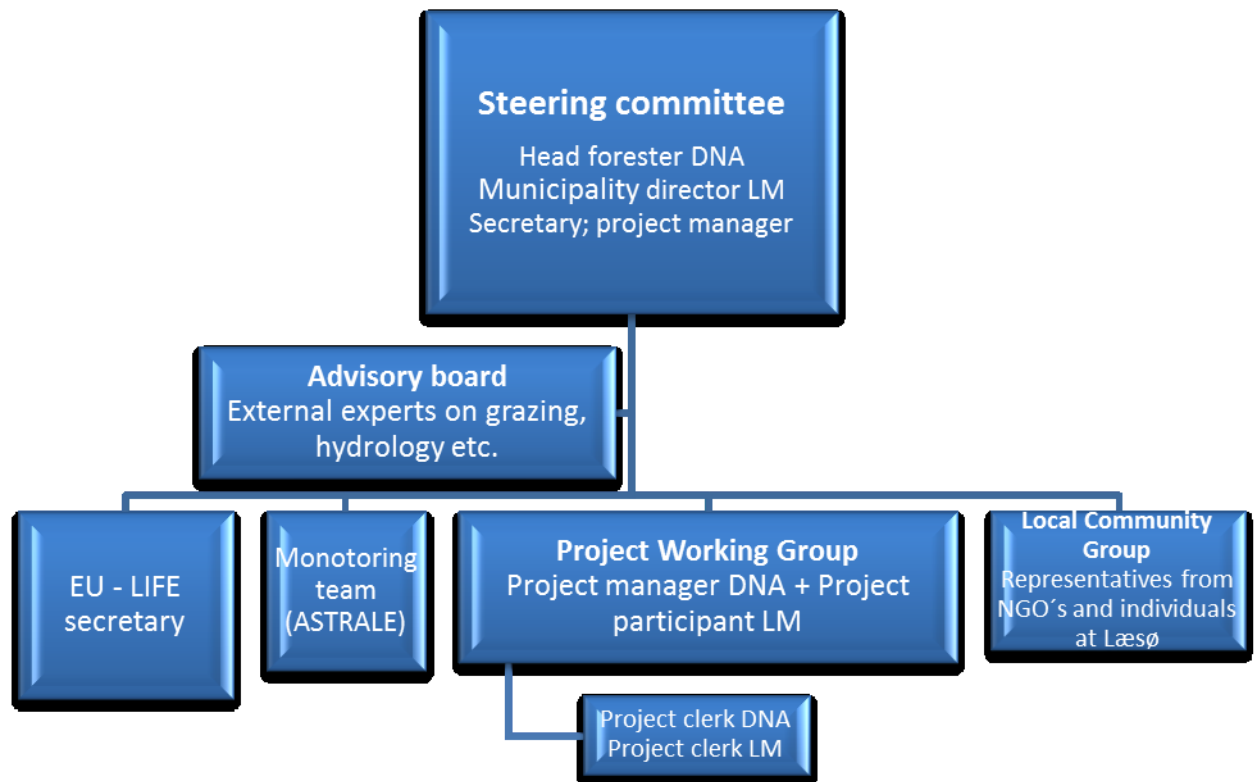 Steering committee
Head forester DNA
Municipality director LM
Secretary; project manager
Advisory board
External experts on grazing,
hydrology etc.
EU - LIFE
secretary
Monotoring
team
(ASTRALE)
Project Working Group
Project manager DNA + Project
participant LM
Local Community
Group
Representatives from
NGO´s and individuals
at Læsø
Project clerk DNA
Project clerk LM